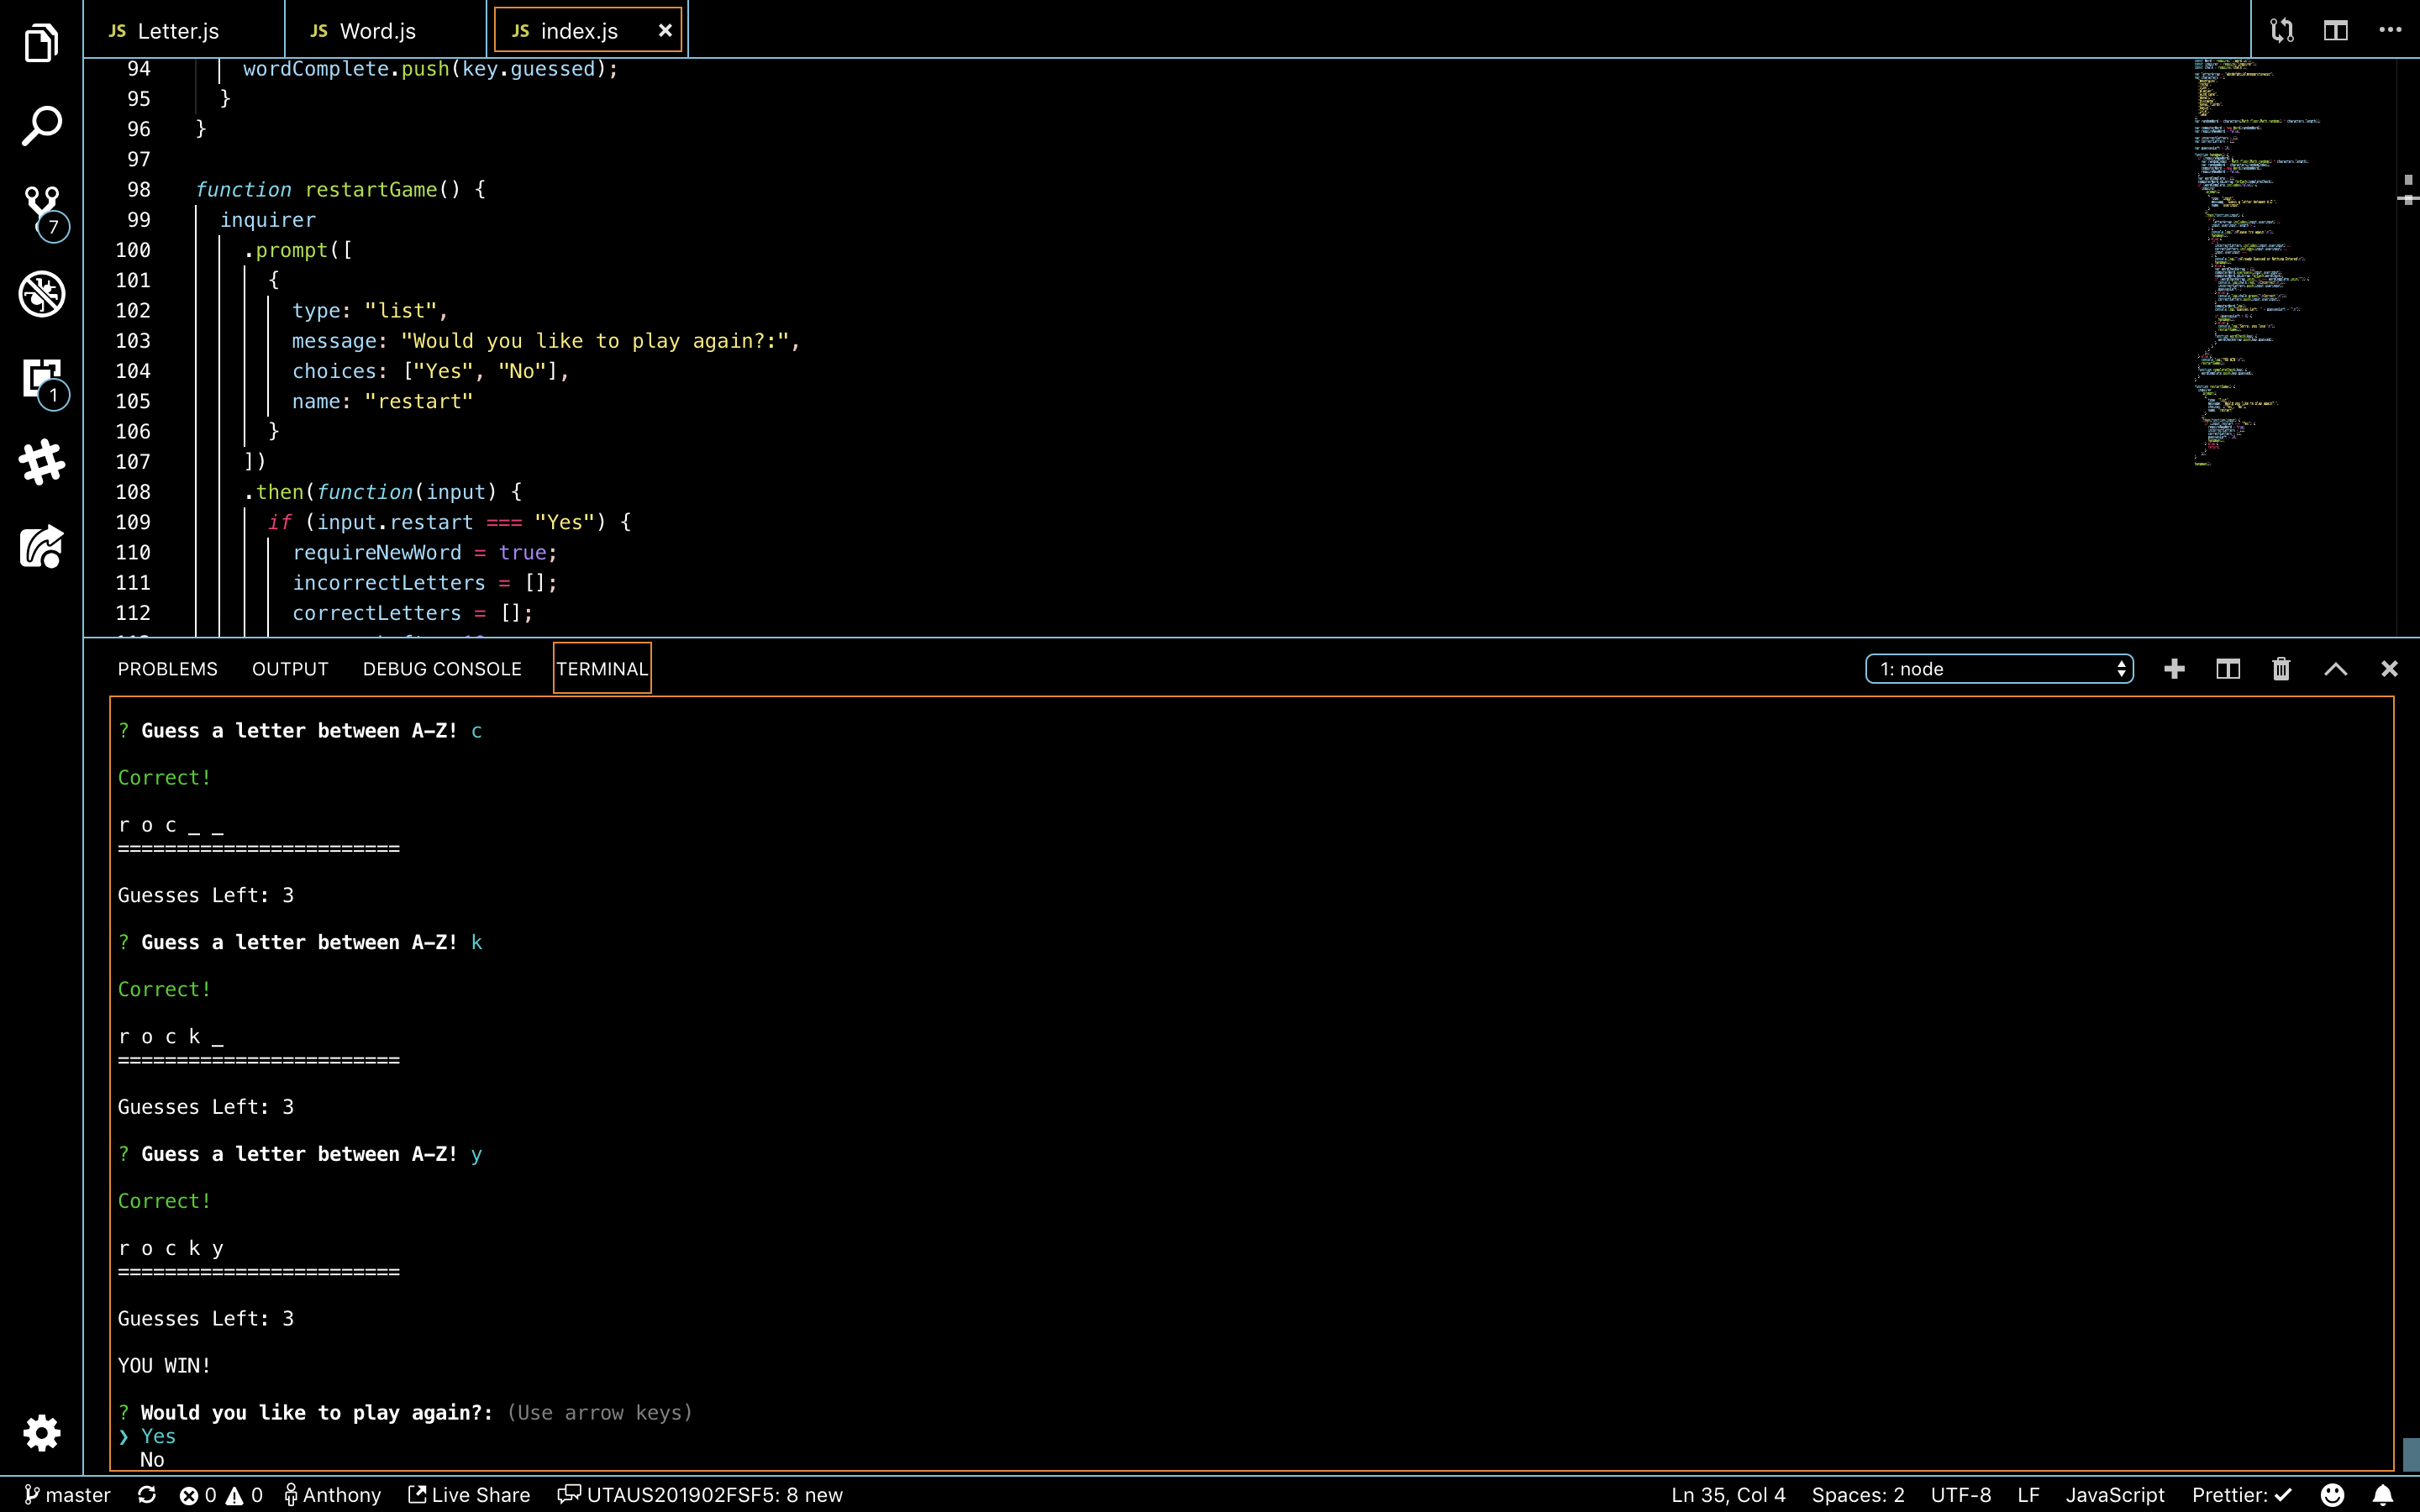 JS Letter.js JS Word.js JS index.js
94 wordComplete.push(key.guessed);
95 }
96 }
97
98 function restartGame() {
99 inquirer
100 .prompt([
101 {
102 type: "list",
103 message: "Would you like to play again?:",
104 choices: ["Yes", "No"],
105 name: "restart"
106 }
107 ])
108 .then(function(input) {
109 if (input.restart === "Yes") {
110 requireNewWord = true;
111 incorrectLetters = [];
112 correctLetters = [];
7
1
PROBLEMS OUTPUT DEBUG CONSOLE TERMINAL 1: node
? Guess a letter between A-Z! c
Correct!
r o c _ _
========================
Guesses Left: 3
? Guess a letter between A-Z! k
Correct!
r o c k _
========================
Guesses Left: 3
? Guess a letter between A-Z! y
Correct!
r o c k y
========================
Guesses Left: 3
YOU WIN!
? Would you like to play again?: (Use arrow keys)
❯ Yes
No
master 0 0 Anthony Live Share UTAUS201902FSF5: 8 new Ln 35, Col 4 Spaces: 2 UTF-8 LF JavaScript Prettier: ✓